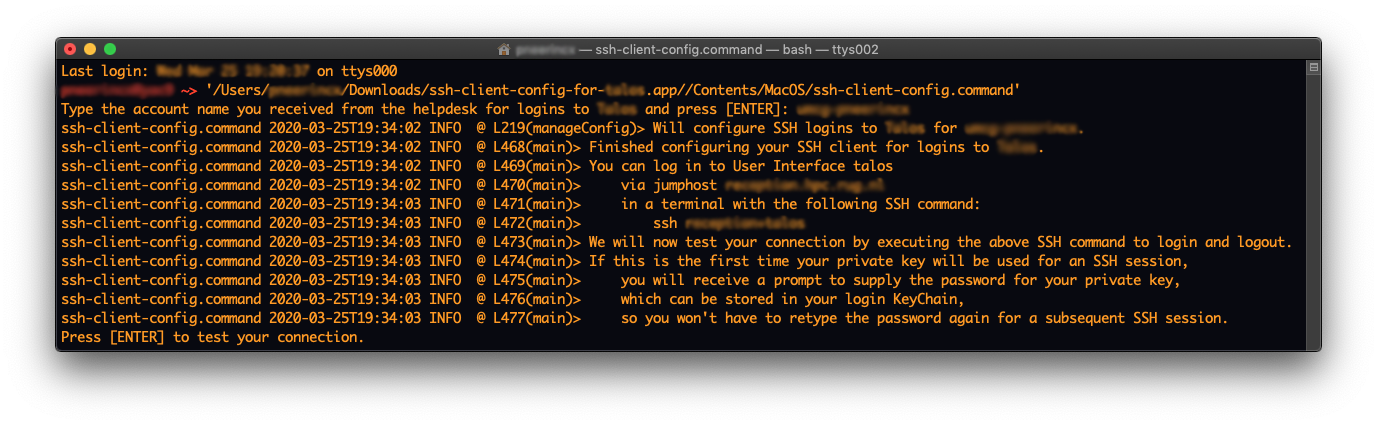 — ssh-client-config.command — bash — ttys002
Last login: on ttys000
~> '/Users/ /Downloads/ssh-client-config-for- .app//Contents/MacOS/ssh-client-config.command'
Type the account name you received from the helpdesk for logins to and press [ENTER]:
ssh-client-config.command 2020-03-25T19:34:02 INFO @ L219(manageConfig)> Will configure SSH logins to for .
ssh-client-config.command 2020-03-25T19:34:02 INFO @ L468(main)> Finished configuring your SSH client for logins to .
ssh-client-config.command 2020-03-25T19:34:02 INFO @ L469(main)> You can log in to User Interface talos
ssh-client-config.command 2020-03-25T19:34:02 INFO @ L470(main)> via jumphost
ssh-client-config.command 2020-03-25T19:34:03 INFO @ L471(main)> in a terminal with the following SSH command:
ssh-client-config.command 2020-03-25T19:34:03 INFO @ L472(main)> ssh
ssh-client-config.command 2020-03-25T19:34:03 INFO @ L473(main)> We will now test your connection by executing the above SSH command to login and logout.
ssh-client-config.command 2020-03-25T19:34:03 INFO @ L474(main)> If this is the first time your private key will be used for an SSH session,
ssh-client-config.command 2020-03-25T19:34:03 INFO @ L475(main)> you will receive a prompt to supply the password for your private key,
ssh-client-config.command 2020-03-25T19:34:03 INFO @ L476(main)> which can be stored in your login KeyChain,
ssh-client-config.command 2020-03-25T19:34:03 INFO @ L477(main)> so you won't have to retype the password again for a subsequent SSH session.
Press [ENTER] to test your connection.